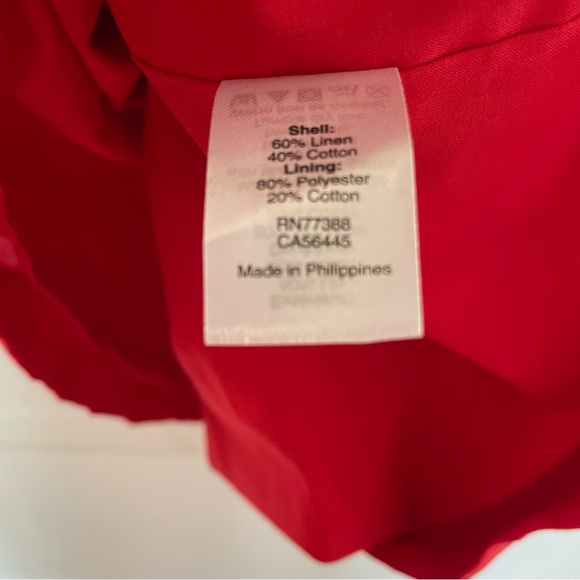 Shell:
60% Linen
40% Cotton
Lining:
80% Polyester
20% Cotton
RN77388
CA56445
Made in Philippines